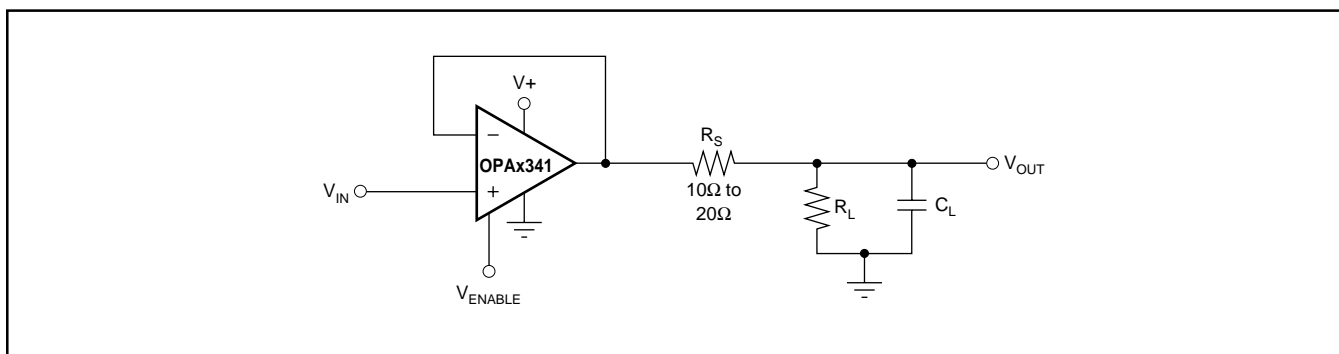 V+
−
OPAx341
+
V_IN
V_ENABLE
R_S
10Ω to
20Ω
R_L
C_L
V_OUT